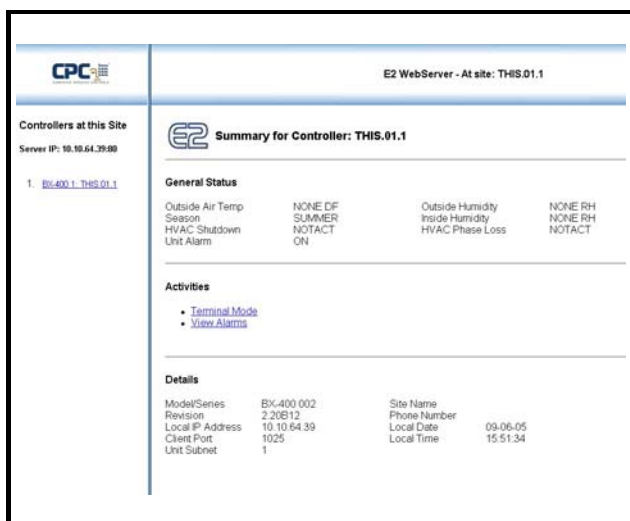 CPC
E2 WebServer - At site: THIS.01.1
Controllers at this Site
Server IP: 10.10.64.39:80
1. BX-400 1: THIS.01.1
E2 Summary for Controller: THIS.01.1
General Status
Outside Air Temp NONE DF Outside Humidity NONE RH
Season SUMMER Inside Humidity NONE RH
HVAC Shutdown NOTACT HVAC Phase Loss NOTACT
Unit Alarm ON
Activities
• Terminal Mode
• View Alarms
Details
Model/Series BX-400 002 Site Name
Revision 2.20B12 Phone Number
Local IP Address 10.10.64.39 Local Date 09-06-05
Client Port 1025 Local Time 15:51:34
Unit Subnet 1